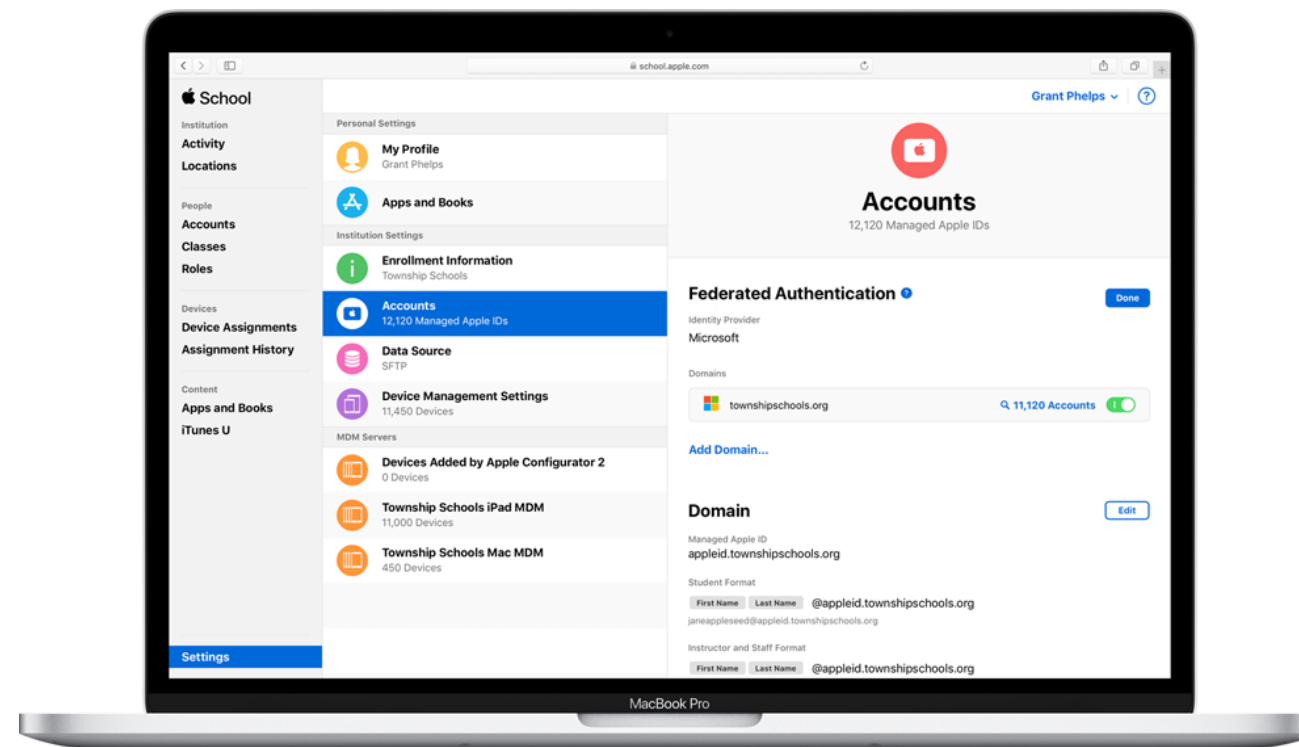 school.apple.com
School
Grant Phelps
?
Institution
Activity
Locations
People
Accounts
Classes
Roles
Devices
Device Assignments
Assignment History
Content
Apps and Books
iTunes U
Settings
Personal Settings
My Profile
Grant Phelps
Apps and Books
Institution Settings
Enrollment Information
Township Schools
Accounts
12,120 Managed Apple IDs
Data Source
SFTP
Device Management Settings
11,450 Devices
MDM Servers
Devices Added by Apple Configurator 2
0 Devices
Township Schools iPad MDM
11,000 Devices
Township Schools Mac MDM
450 Devices
Accounts
12,120 Managed Apple IDs
Federated Authentication ?
Done
Identity Provider
Microsoft
Domains
townshipschools.org 11,120 Accounts
Add Domain...
Domain
Edit
Managed Apple ID
appleid.townshipschools.org
Student Format
First Name Last Name @appleid.townshipschools.org
janeappleseed@appleid.townshipschools.org
Instructor and Staff Format
First Name Last Name @appleid.townshipschools.org
MacBook Pro